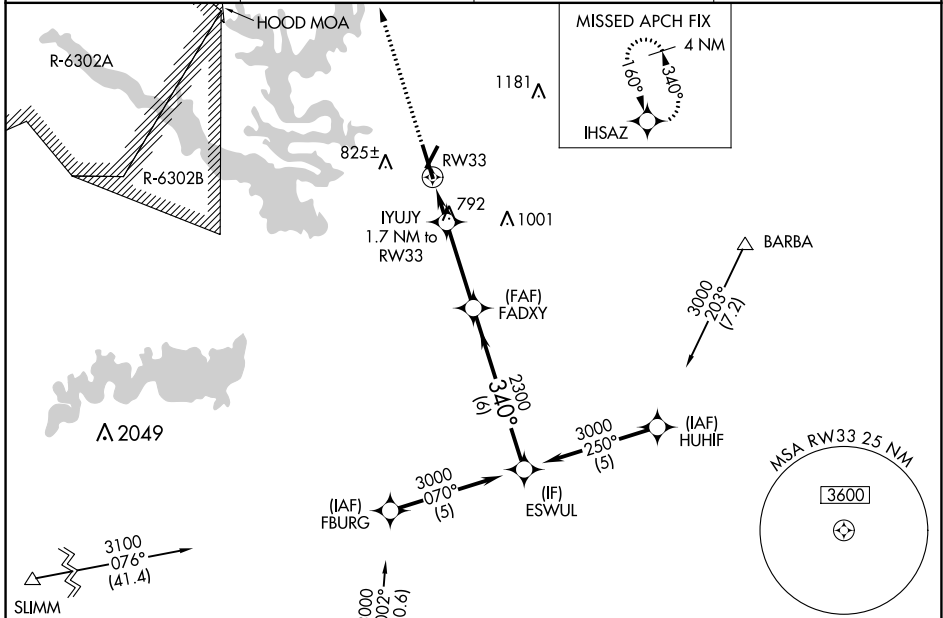 HOOD MOA
R-6302A
R-6302B
MISSED APCH FIX
4 NM
160°
340°
IHSAZ
1181
825±
RW33
792
IYUJY
1.7 NM to
RW33
1001
BARBA
3000
203°
(7.2)
(FAF)
FADXY
2300
340°
(6)
2049
3000
250°
(5)
(IAF)
HUHIF
MSA RW33 25 NM
3600
3000
070°
(5)
(IF)
ESWUL
(IAF)
FBURG
3100
076°
(41.4)
SLIMM